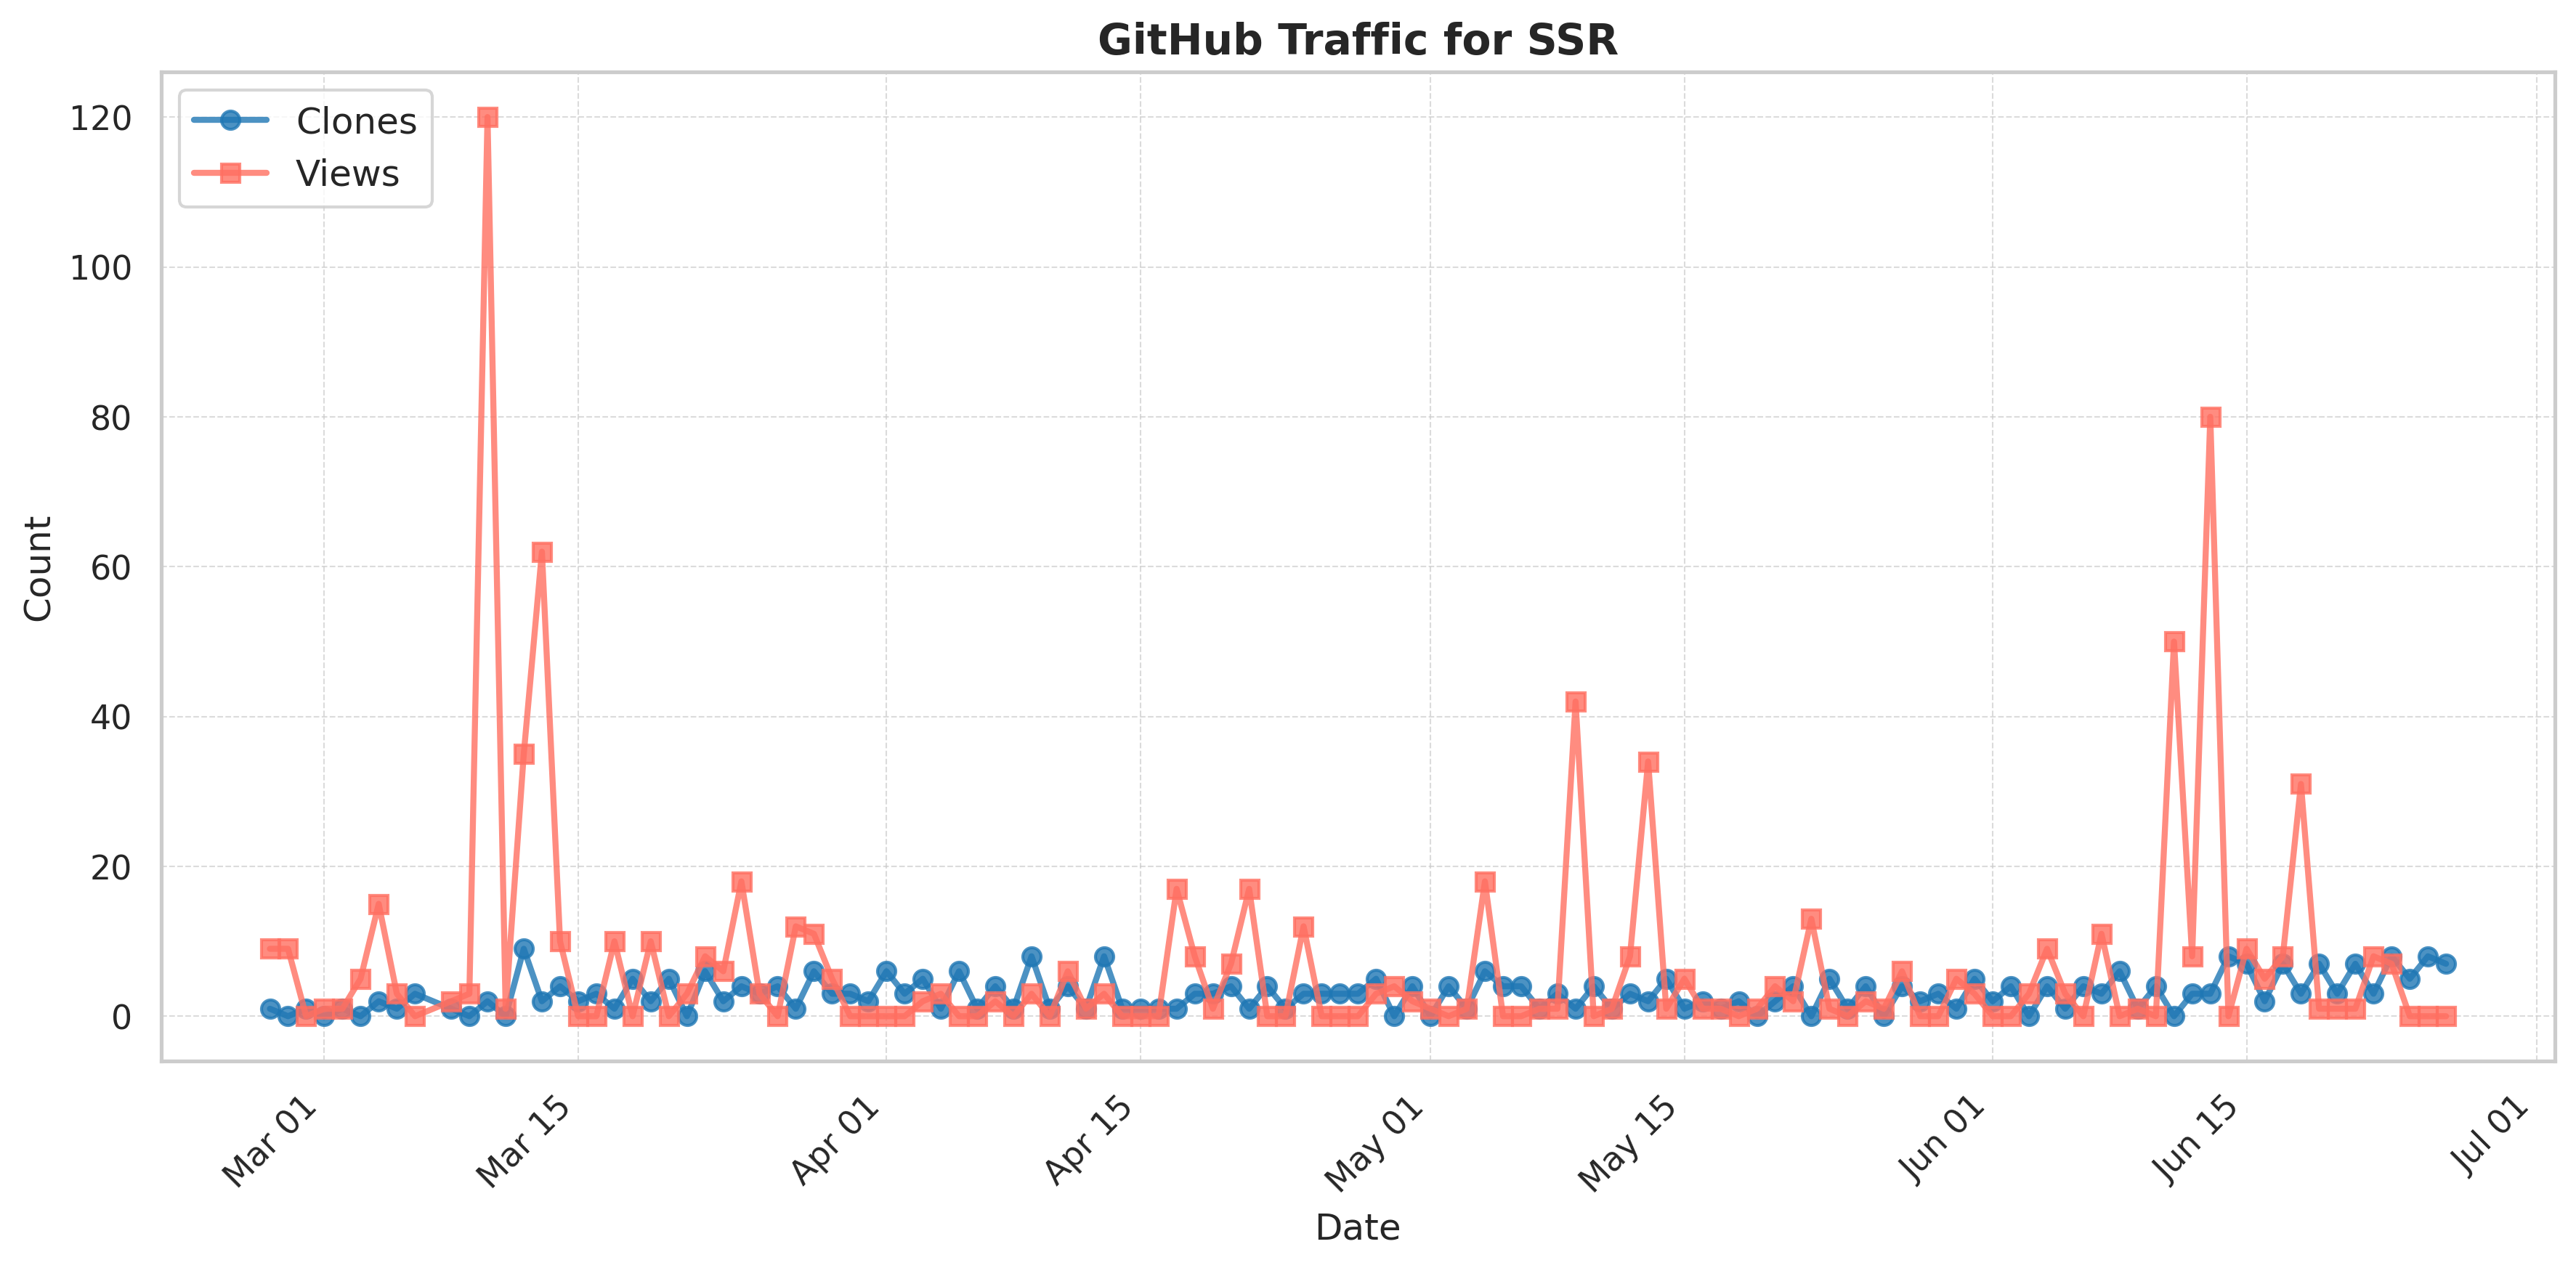 GitHub Traffic for SSR
Clones
Views
120
100
80
60
40
20
0
Count
Mar 01
Mar 15
Apr 01
Apr 15
May 01
May 15
Jun 01
Jun 15
Jul 01
Date